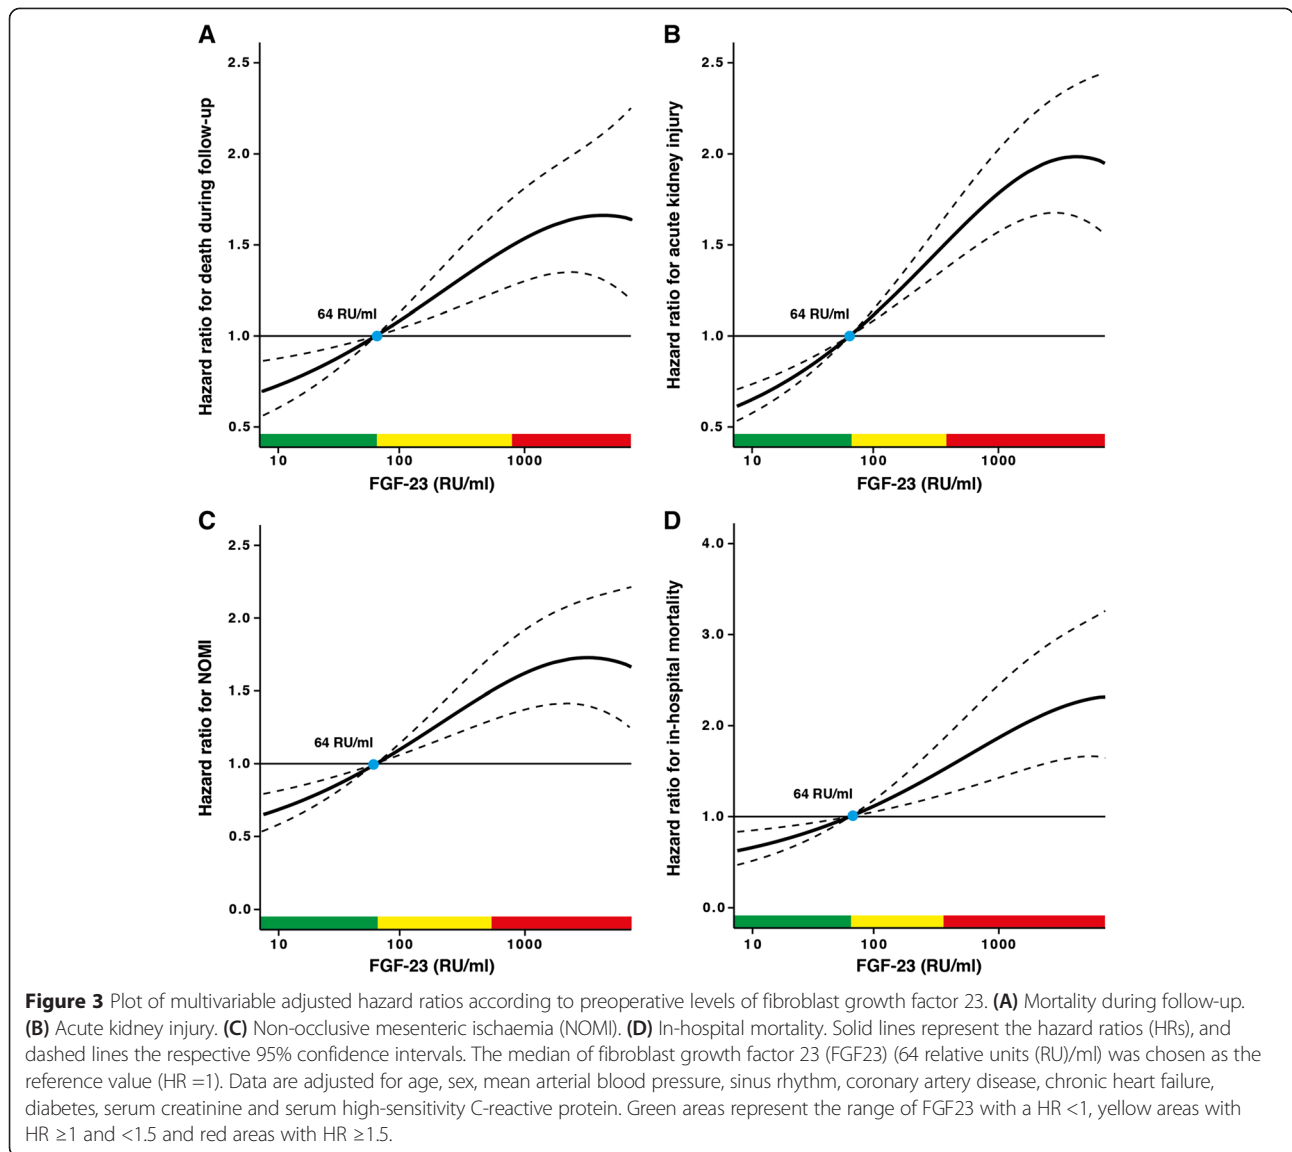 A
2.5
2.0
1.5
1.0
0.5
Hazard ratio for death during follow-up
64 RU/ml
10 100 1000
FGF-23 (RU/ml)
B
2.5
2.0
1.5
1.0
0.5
Hazard ratio for acute kidney injury
64 RU/ml
10 100 1000
FGF-23 (RU/ml)
C
2.5
2.0
1.5
1.0
0.5
0.0
Hazard ratio for NOMI
64 RU/ml
10 100 1000
FGF-23 (RU/ml)
D
4.0
3.0
2.0
1.0
0.0
Hazard ratio for in-hospital mortality
64 RU/ml
10 100 1000
FGF-23 (RU/ml)
Figure 3 Plot of multivariable adjusted hazard ratios according to preoperative levels of fibroblast growth factor 23. (A) Mortality during follow-up.
(B) Acute kidney injury. (C) Non-occlusive mesenteric ischaemia (NOMI). (D) In-hospital mortality. Solid lines represent the hazard ratios (HRs), and
dashed lines the respective 95% confidence intervals. The median of fibroblast growth factor 23 (FGF23) (64 relative units (RU)/ml) was chosen as the
reference value (HR =1). Data are adjusted for age, sex, mean arterial blood pressure, sinus rhythm, coronary artery disease, chronic heart failure,
diabetes, serum creatinine and serum high-sensitivity C-reactive protein. Green areas represent the range of FGF23 with a HR <1, yellow areas with
HR ≥1 and <1.5 and red areas with HR ≥1.5.